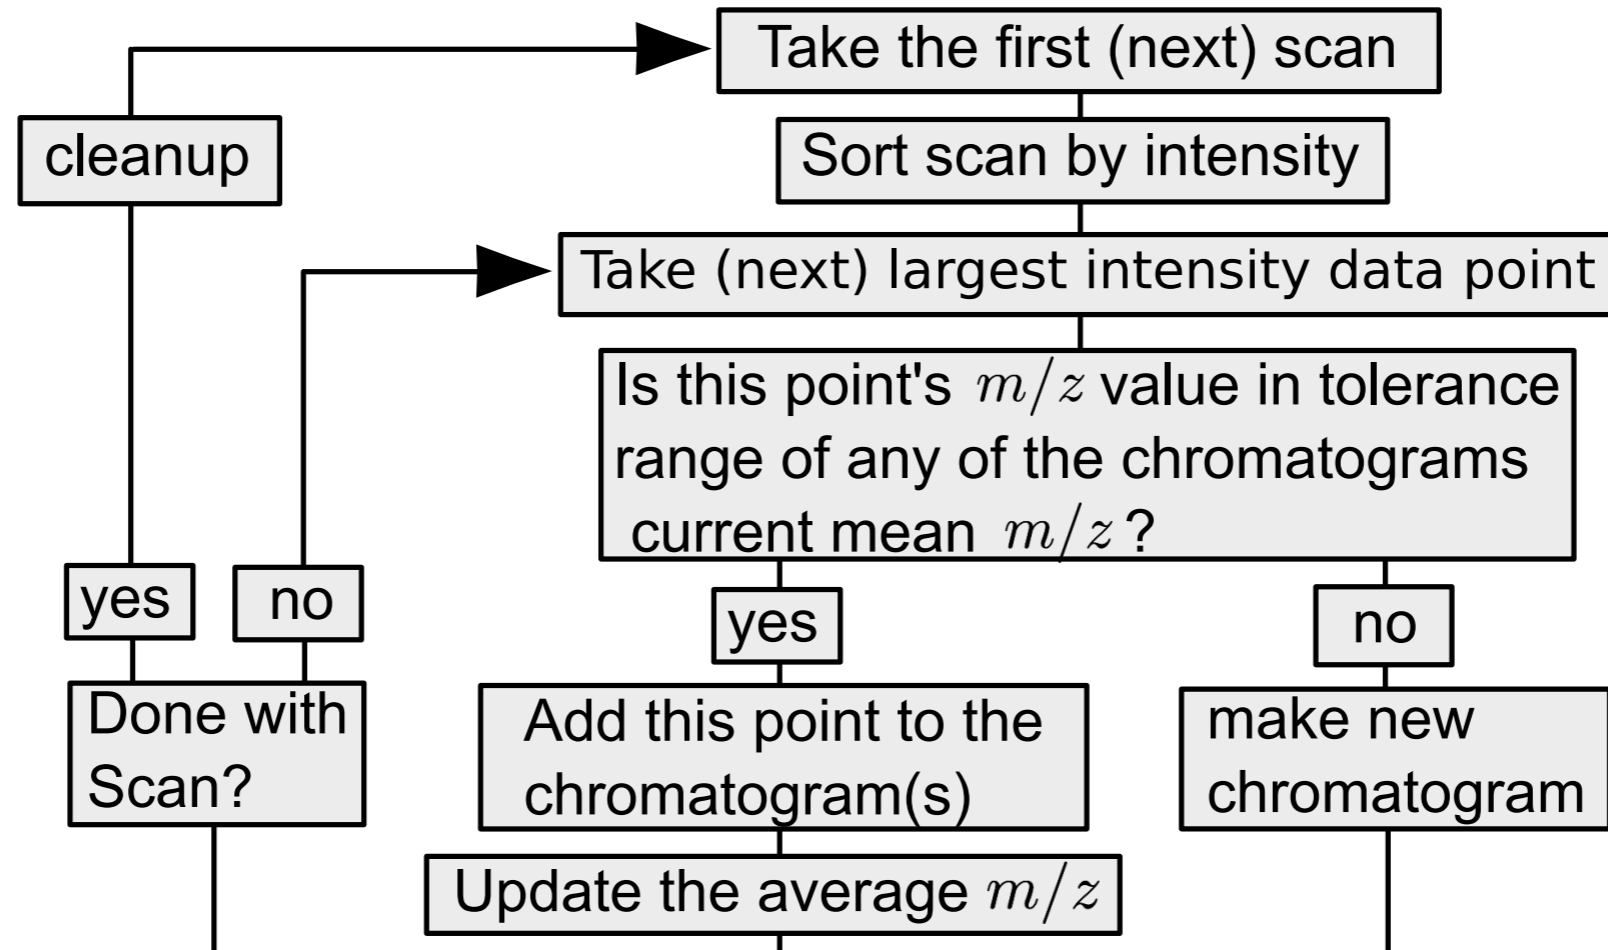 Take the first (next) scan
cleanup
Sort scan by intensity
Take (next) largest intensity data point
Is this point's m/z value in tolerance
range of any of the chromatograms
current mean m/z ?
yes
no
yes
no
Done with
Scan?
Add this point to the
chromatogram(s)
make new
chromatogram
Update the average m/z